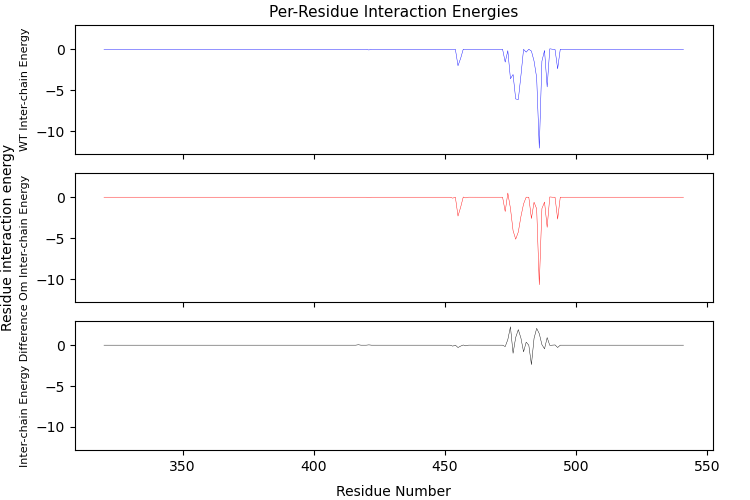 Per-Residue Interaction Energies
Residue interaction energy
WT Inter-chain Energy
0
−5
−10
Om Inter-chain Energy
0
−5
−10
Inter-chain Energy Difference
0
−5
−10
350
400
450
500
550
Residue Number